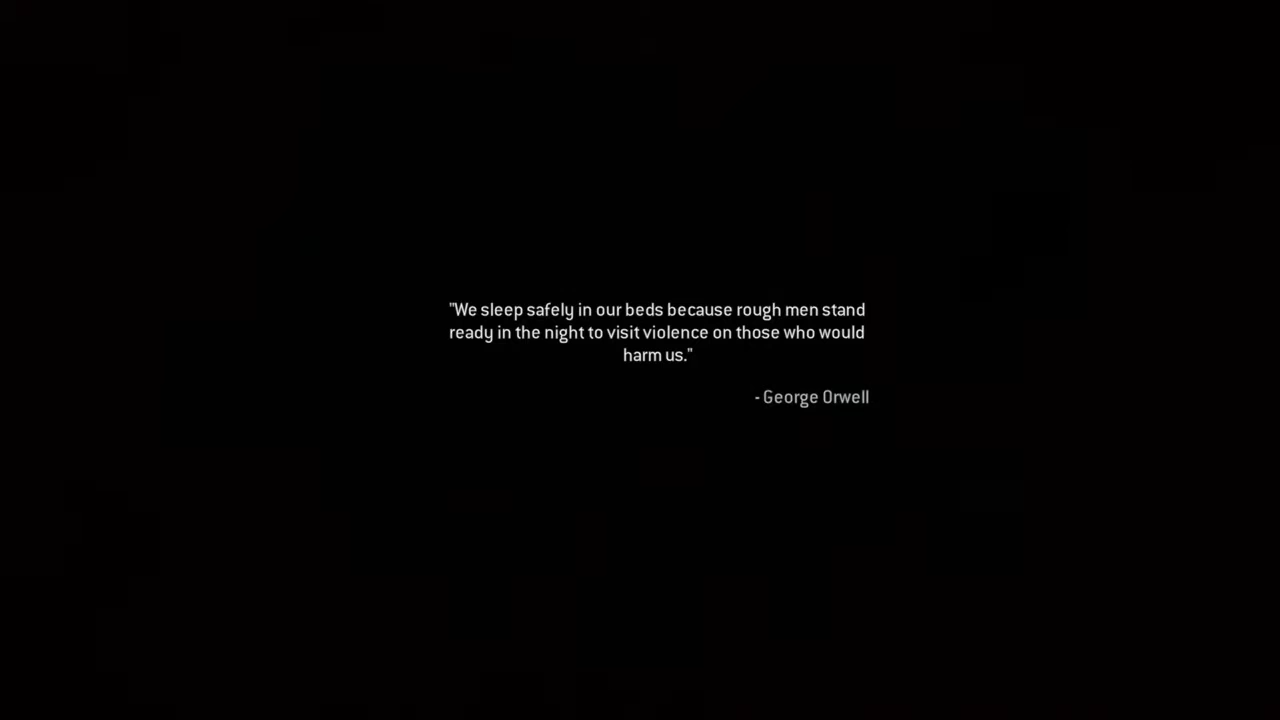 "We sleep safely in our beds because rough men stand
ready in the night to visit violence on those who would
harm us."
- George Orwell